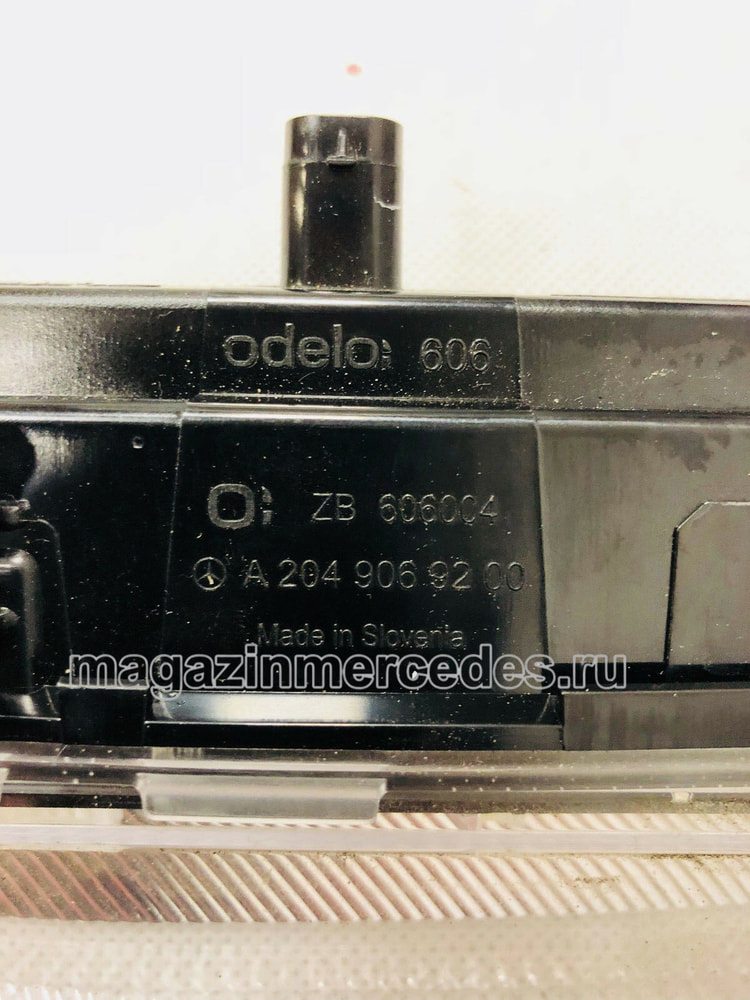 odelo 606
ZB 606004
A 204 906 92 00
Made in Slovenia
magazinmercedes.ru